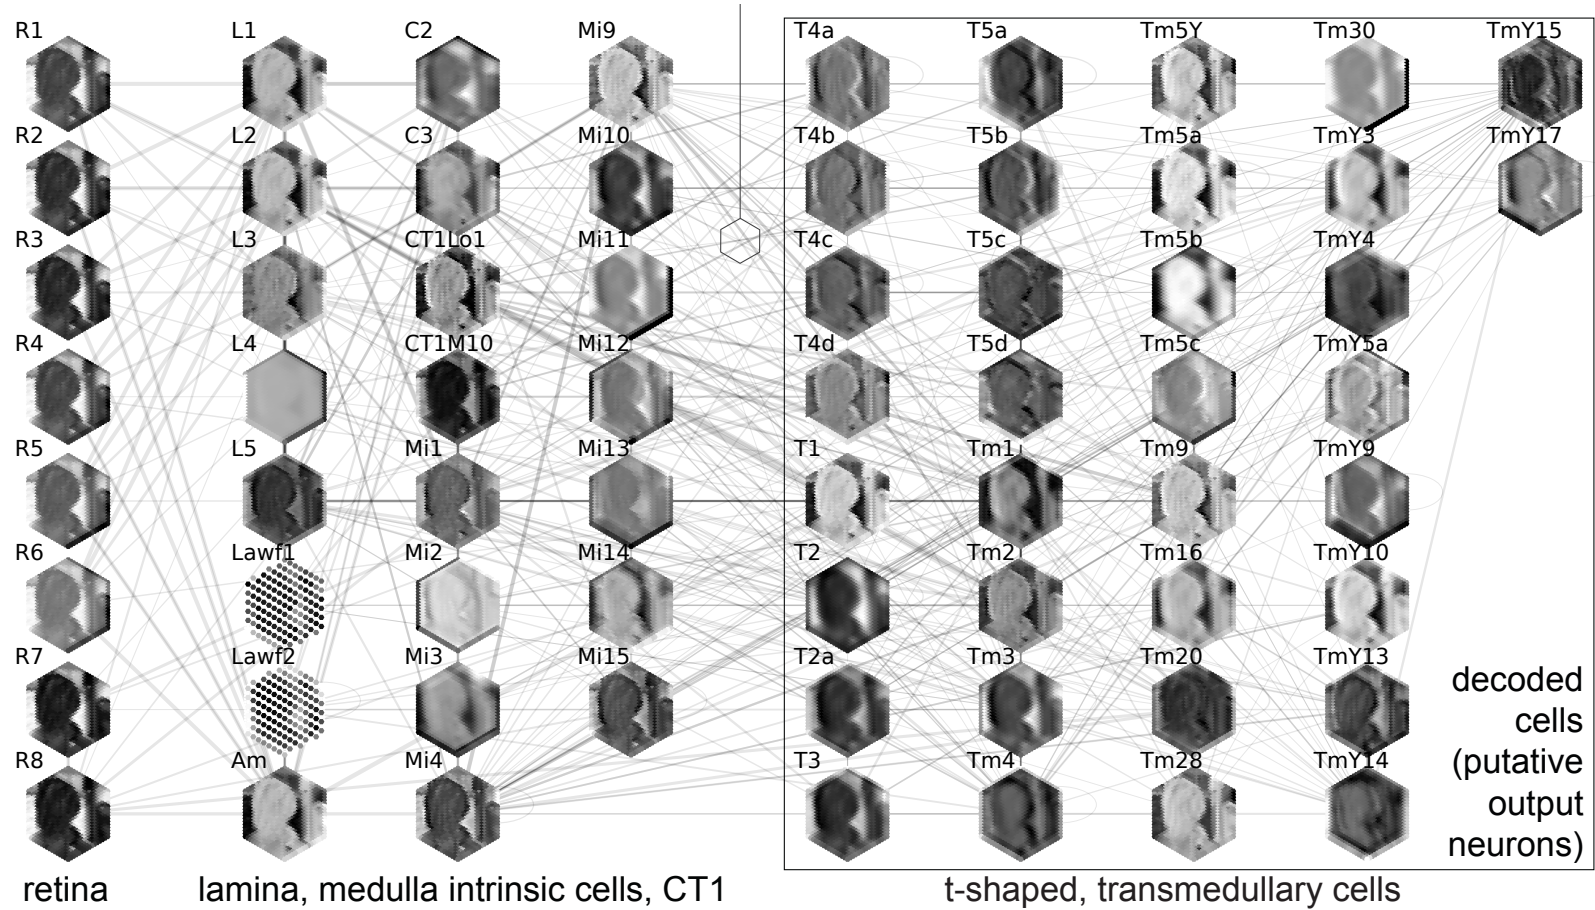 R1 L1 C2 Mi9 T4a T5a Tm5Y Tm30 TmY15
R2 L2 C3 Mi10 T4b T5b Tm5a TmY3 TmY17
R3 L3 CT1Lo1 Mi11 T4c T5c Tm5b TmY4
R4 L4 CT1M10 Mi12 T4d T5d Tm5c TmY5a
R5 L5 Mi1 Mi13 T1 Tm1 Tm9 TmY9
R6 Lawf1 Mi2 Mi14 T2 Tm2 Tm16 TmY10
R7 Lawf2 Mi3 Mi15 T2a Tm3 Tm20 TmY13
R8 Am Mi4 T3 Tm4 Tm28 TmY14
decoded
cells
(putative
output
neurons)
retina lamina, medulla intrinsic cells, CT1 t-shaped, transmedullary cells